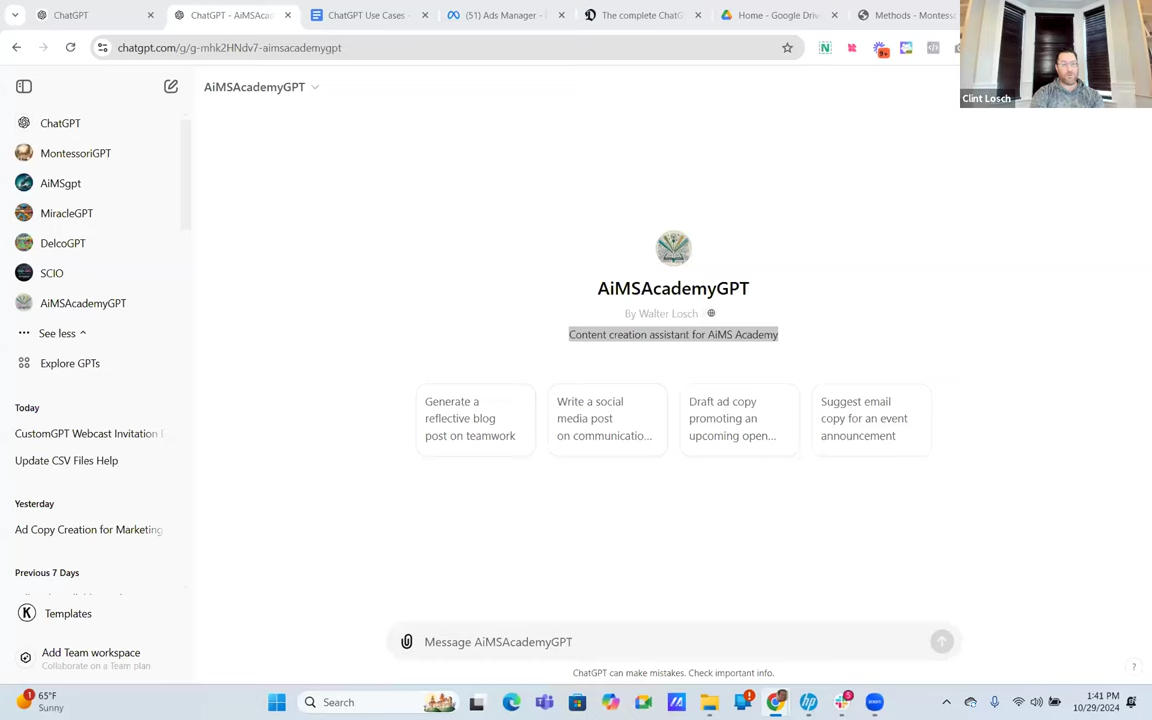 ChatGPT
ChatGPT - AiMSAcad
ChatGPT Use Cases -
(51) Ads Manager -
The complete ChatG
Home - Google Driv
Methods - Montess
chatgpt.com/g/g-mhk2HNdv7-aimsacademygpt
9+
Clint Losch
AiMSAcademyGPT
ChatGPT
MontessoriGPT
AiMSgpt
MiracleGPT
DelcoGPT
SCIO
AiMSAcademyGPT
See less
Explore GPTs
Today
CustomGPT Webcast Invitation
Update CSV Files Help
Yesterday
Ad Copy Creation for Marketing
Previous 7 Days
K Templates
Add Team workspace
Collaborate on a Team plan
AiMSAcademyGPT
By Walter Losch
Content creation assistant for AiMS Academy
Generate a
reflective blog
post on teamwork
Write a social
media post
on communicatio...
Draft ad copy
promoting an
upcoming open...
Suggest email
copy for an event
announcement
Message AiMSAcademyGPT
ChatGPT can make mistakes. Check important info.
?
1
65°F
Sunny
Search
1:41 PM
10/29/2024